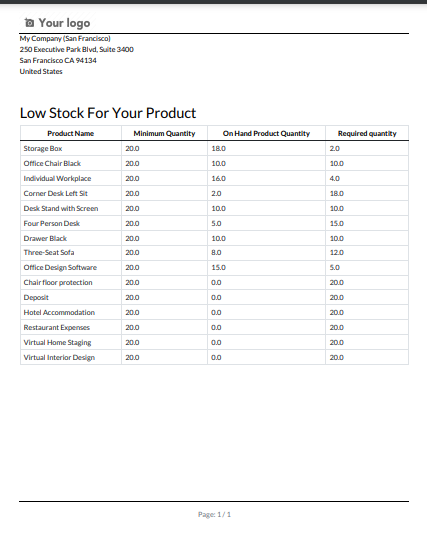 Your logo
My Company (San Francisco)
250 Executive Park Blvd, Suite 3400
San Francisco CA 94134
United States
Low Stock For Your Product
Product Name Minimum Quantity On Hand Product Quantity Required quantity
Storage Box 20.0 18.0 2.0
Office Chair Black 20.0 10.0 10.0
Individual Workplace 20.0 16.0 4.0
Corner Desk Left Sit 20.0 2.0 18.0
Desk Stand with Screen 20.0 10.0 10.0
Four Person Desk 20.0 5.0 15.0
Drawer Black 20.0 10.0 10.0
Three-Seat Sofa 20.0 8.0 12.0
Office Design Software 20.0 15.0 5.0
Chair floor protection 20.0 0.0 20.0
Deposit 20.0 0.0 20.0
Hotel Accommodation 20.0 0.0 20.0
Restaurant Expenses 20.0 0.0 20.0
Virtual Home Staging 20.0 0.0 20.0
Virtual Interior Design 20.0 0.0 20.0
Page: 1 / 1